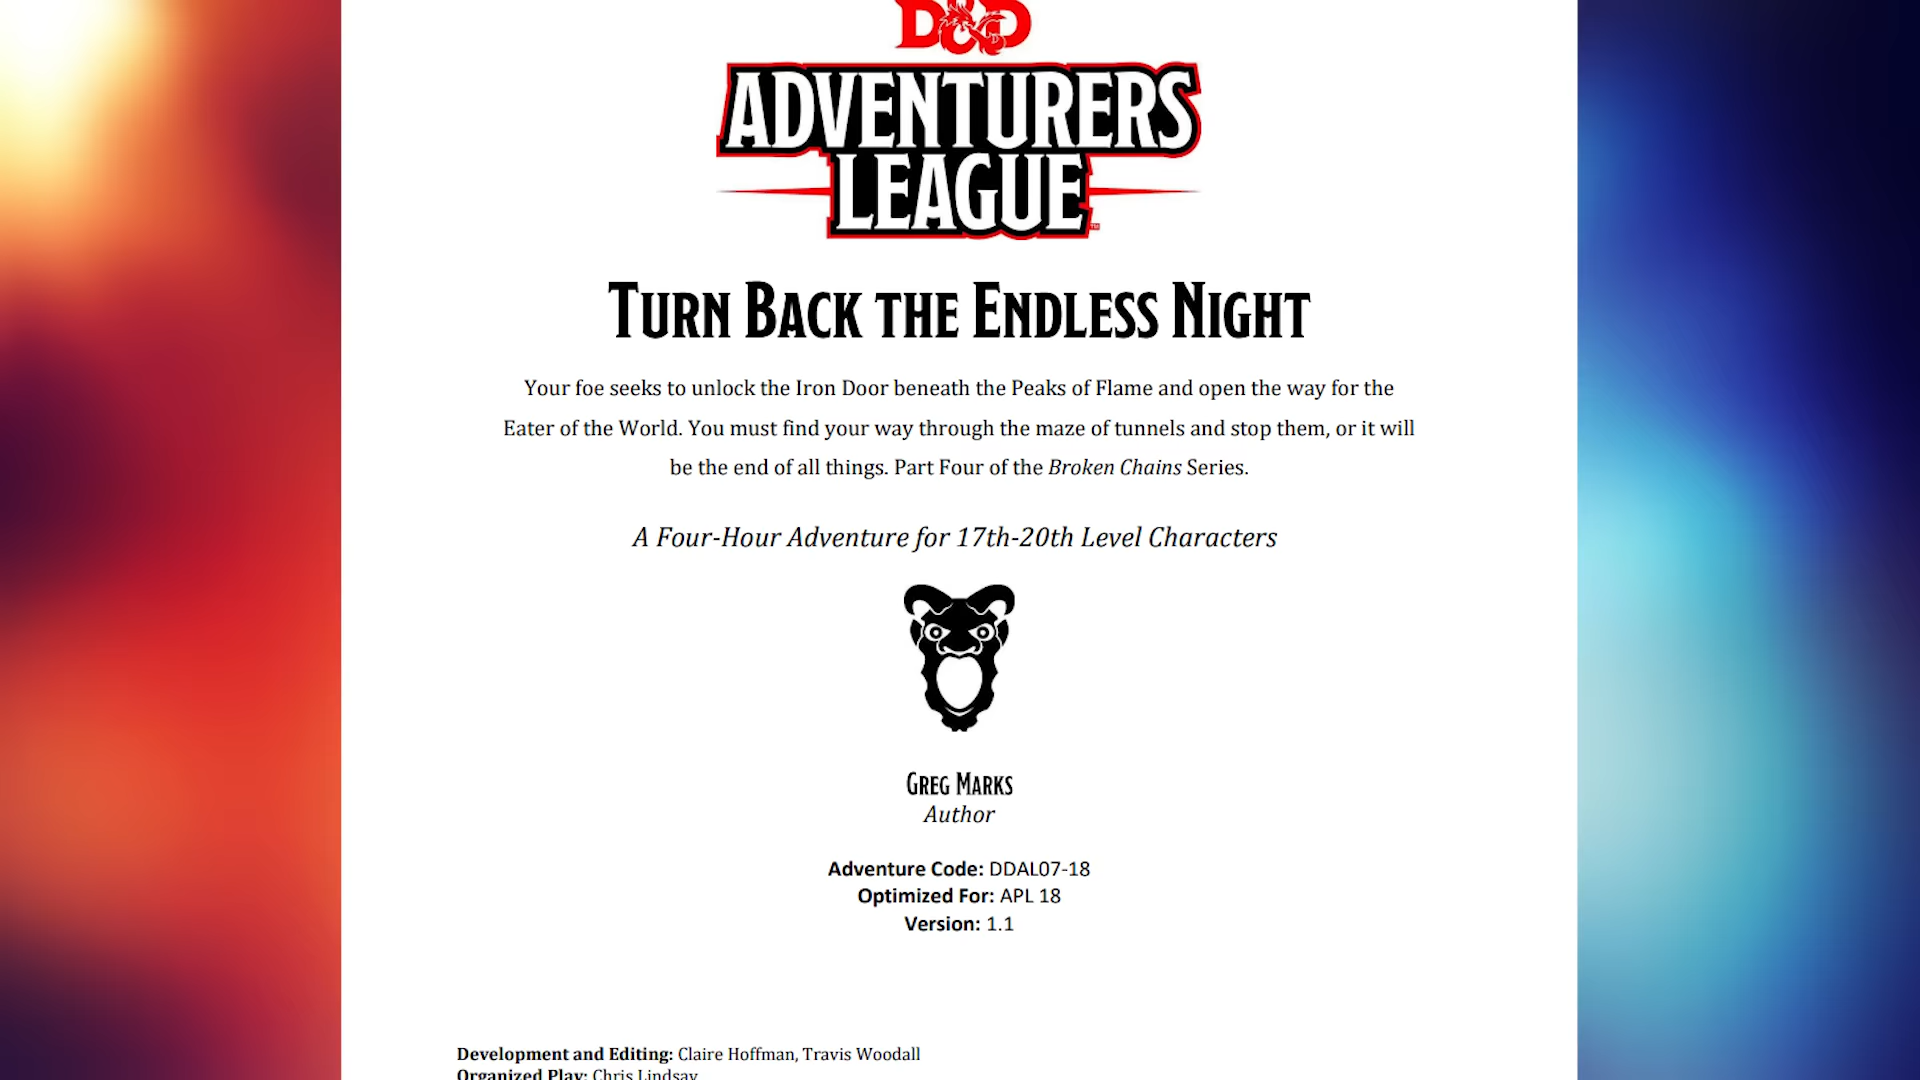 D&D
ADVENTURERS
LEAGUE™
TURN BACK THE ENDLESS NIGHT
Your foe seeks to unlock the Iron Door beneath the Peaks of Flame and open the way for the
Eater of the World. You must find your way through the maze of tunnels and stop them, or it will
be the end of all things. Part Four of the Broken Chains Series.
A Four-Hour Adventure for 17th-20th Level Characters
GREG MARKS
Author
Adventure Code: DDAL07-18
Optimized For: APL 18
Version: 1.1
Development and Editing: Claire Hoffman, Travis Woodall
Organized Play: Chris Lindsay